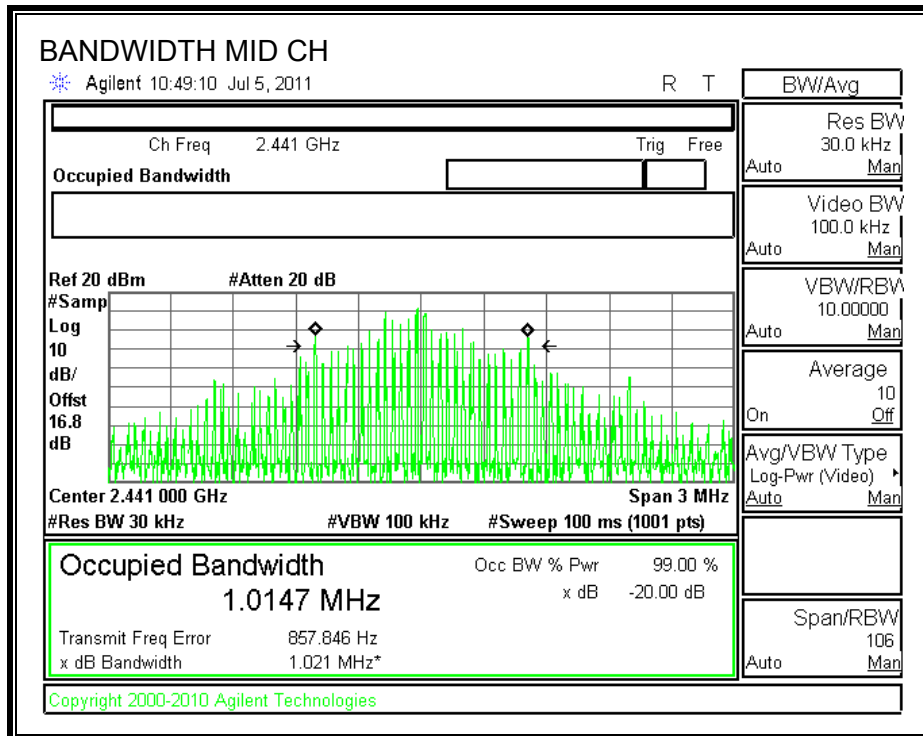 BANDWIDTH MID CH
Agilent 10:49:10 Jul 5, 2011 R T
Ch Freq 2.441 GHz Trig Free
Occupied Bandwidth
Ref 20 dBm #Atten 20 dB
#Samp
Log
10
dB/
Offst
16.8
dB
Center 2.441 000 GHz Span 3 MHz
#Res BW 30 kHz #VBW 100 kHz #Sweep 100 ms (1001 pts)
Occupied Bandwidth
1.0147 MHz
Occ BW % Pwr 99.00 %
x dB -20.00 dB
Transmit Freq Error 857.846 Hz
x dB Bandwidth 1.021 MHz*
Copyright 2000-2010 Agilent Technologies
BW/Avg
Res BW
30.0 kHz
Auto Man
Video BW
100.0 kHz
Auto Man
VBW/RBW
10.00000
Auto Man
Average
10
On Off
Avg/VBW Type
Log-Pwr (Video)
Auto Man
Span/RBW
106
Auto Man